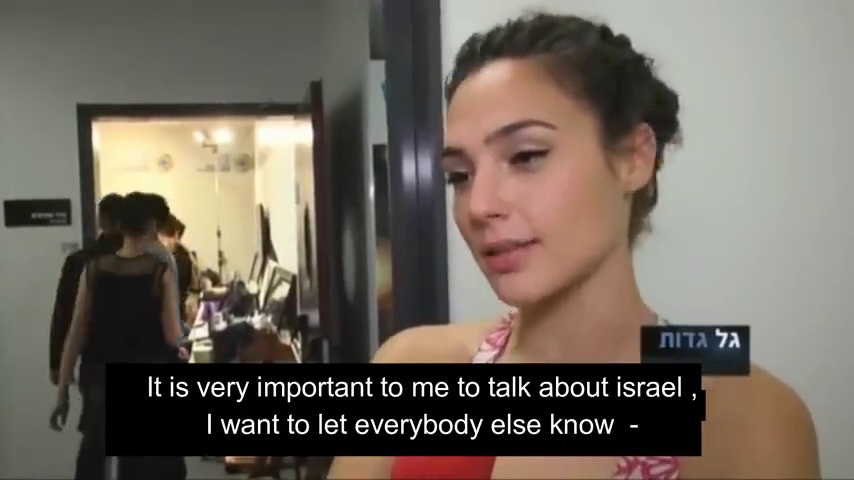 גל גדות
It is very important to me to talk about israel ,
I want to let everybody else know -